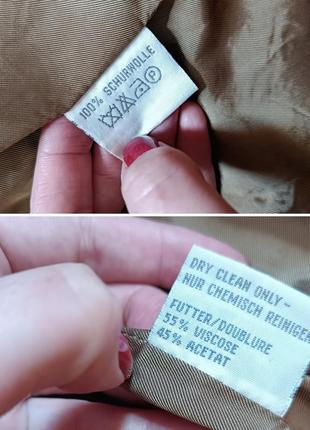 100% SCHURWOLLE
P
DRY CLEAN ONLY-
NUR CHEMISCH REINIGEN
FUTTER/DOUBLURE
55% VISCOSE
45% ACETAT